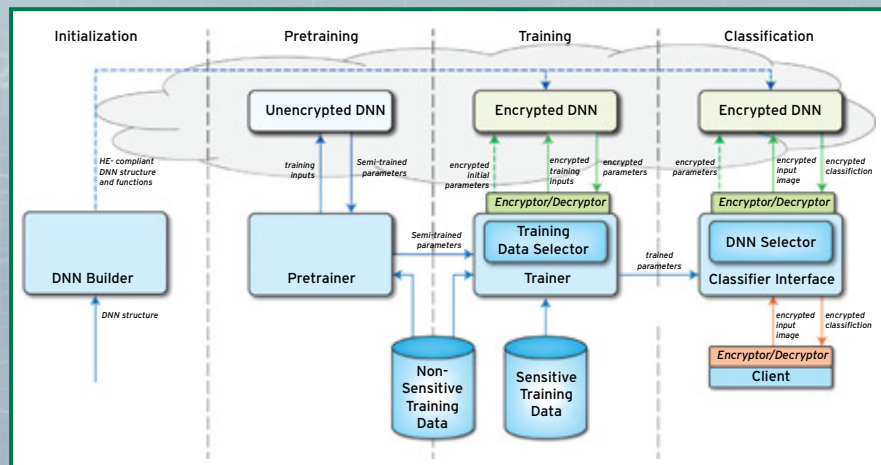 Initialization
Pretraining
Training
Classification
Unencrypted DNN
Encrypted DNN
Encrypted DNN
HE- compliant
DNN structure
and functions
training
inputs
Semi-trained
parameters
encrypted
initial
parameters
encrypted
training
inputs
encrypted
parameters
encrypted
parameters
encrypted
input
image
encrypted
classification
Encryptor/Decryptor
Encryptor/Decryptor
DNN Builder
Pretrainer
Semi-trained
parameters
Training
Data Selector
Trainer
trained
parameters
DNN Selector
Classifier Interface
DNN structure
encrypted
input
image
encrypted
classification
Non-
Sensitive
Training
Data
Sensitive
Training
Data
Encryptor/Decryptor
Client